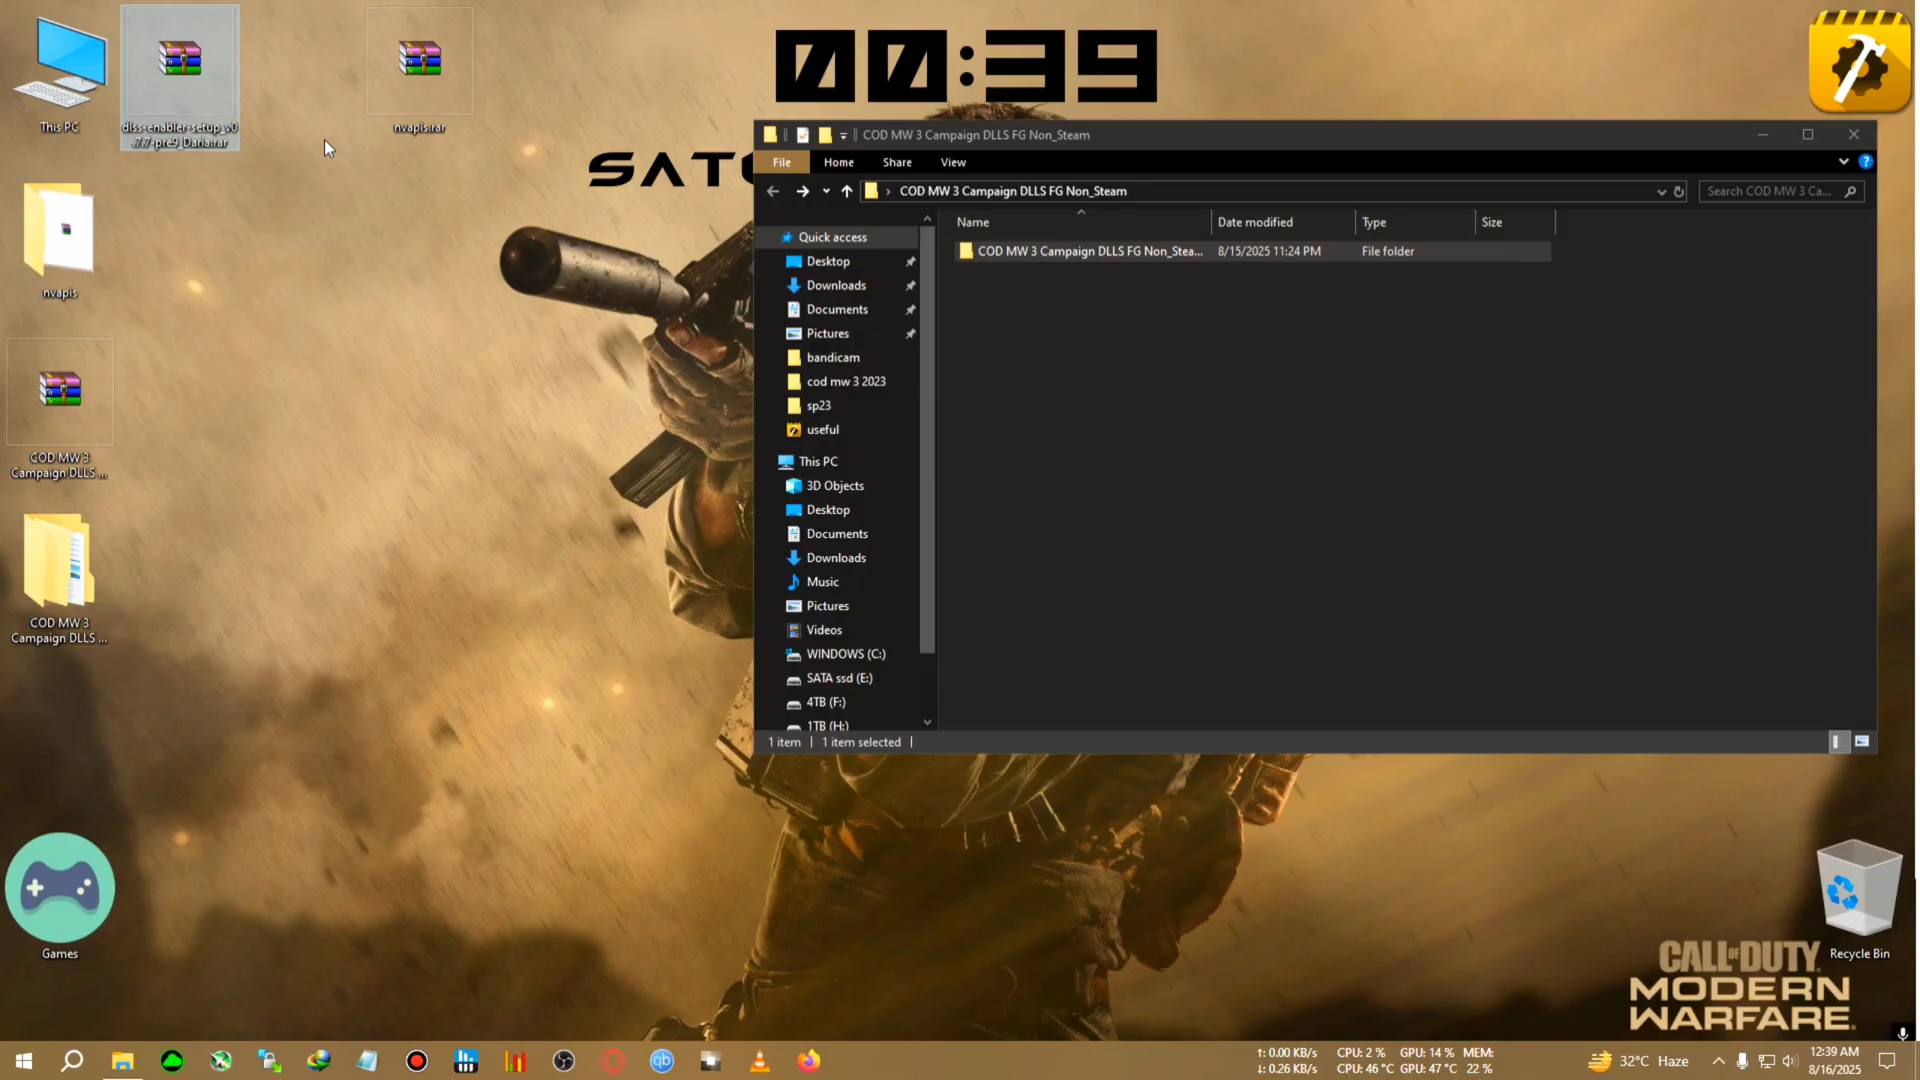 This PC
dlss-enabler-setup_v0
.7.7-pre9_Daria.rar
nvapis.rar
nvapis
COD MW 3
Campaign DLLS ...
COD MW 3
Campaign DLLS ...
Games
00:39
SATU
COD MW 3 Campaign DLLS FG Non_Steam
File
Home
Share
View
COD MW 3 Campaign DLLS FG Non_Steam
Search COD MW 3 Ca...
Name
Date modified
Type
Size
COD MW 3 Campaign DLLS FG Non_Stea...
8/15/2025 11:24 PM
File folder
Quick access
Desktop
Downloads
Documents
Pictures
bandicam
cod mw 3 2023
sp23
useful
This PC
3D Objects
Desktop
Documents
Downloads
Music
Pictures
Videos
WINDOWS (C:)
SATA ssd (E:)
4TB (F:)
1TB (H:)
1 item
1 item selected
Recycle Bin
CALL OF DUTY
MODERN
WARFARE.
qb
↑: 0.00 KB/s
↓: 0.26 KB/s
CPU: 2 % GPU: 14 % MEM:
CPU: 46 °C GPU: 47 °C 22 %
32°C Haze
12:39 AM
8/16/2025